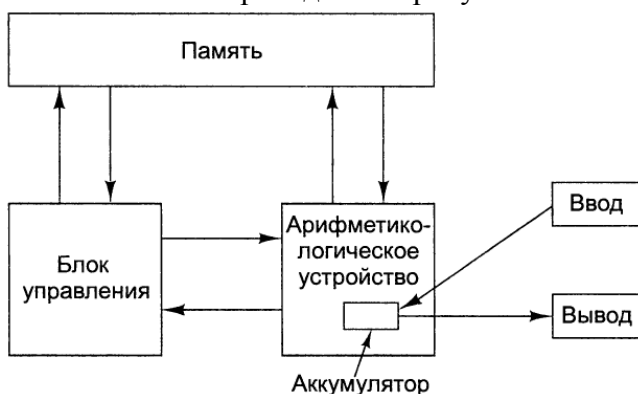 Память
Блок
управления
Арифметико-
логическое
устройство
Ввод
Вывод
Аккумулятор